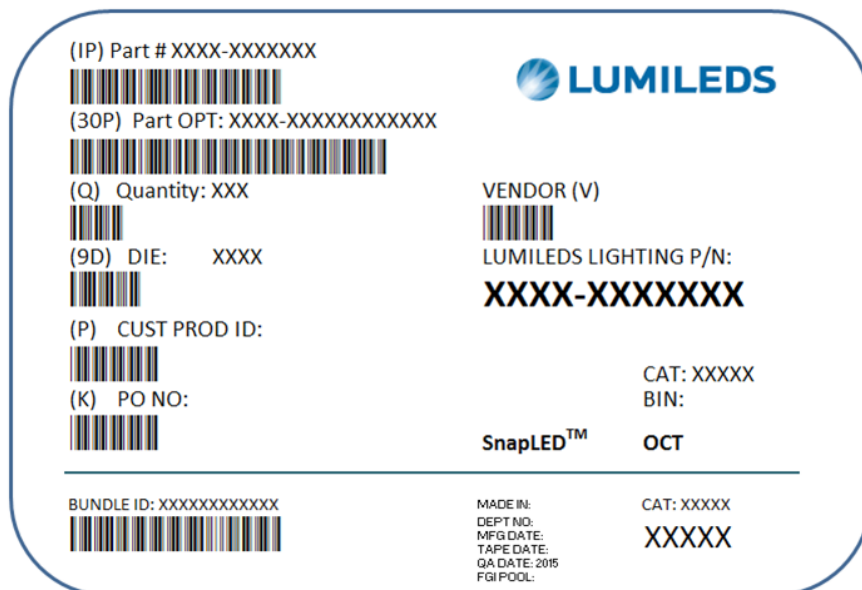 (IP) Part # XXXX-XXXXXXX
LUMILEDS
(30P) Part OPT: XXXX-XXXXXXXXXXXX
(Q) Quantity: XXX
VENDOR (V)
(9D) DIE: XXXX
LUMILEDS LIGHTING P/N:
XXXX-XXXXXXX
(P) CUST PROD ID:
CAT: XXXXX
(K) PO NO:
BIN:
SnapLED™ OCT
BUNDLE ID: XXXXXXXXXXXX
MADE IN:
CAT: XXXXX
DEPT NO:
MFG DATE:
XXXXX
TAPE DATE:
QA DATE: 2015
FGI POOL: